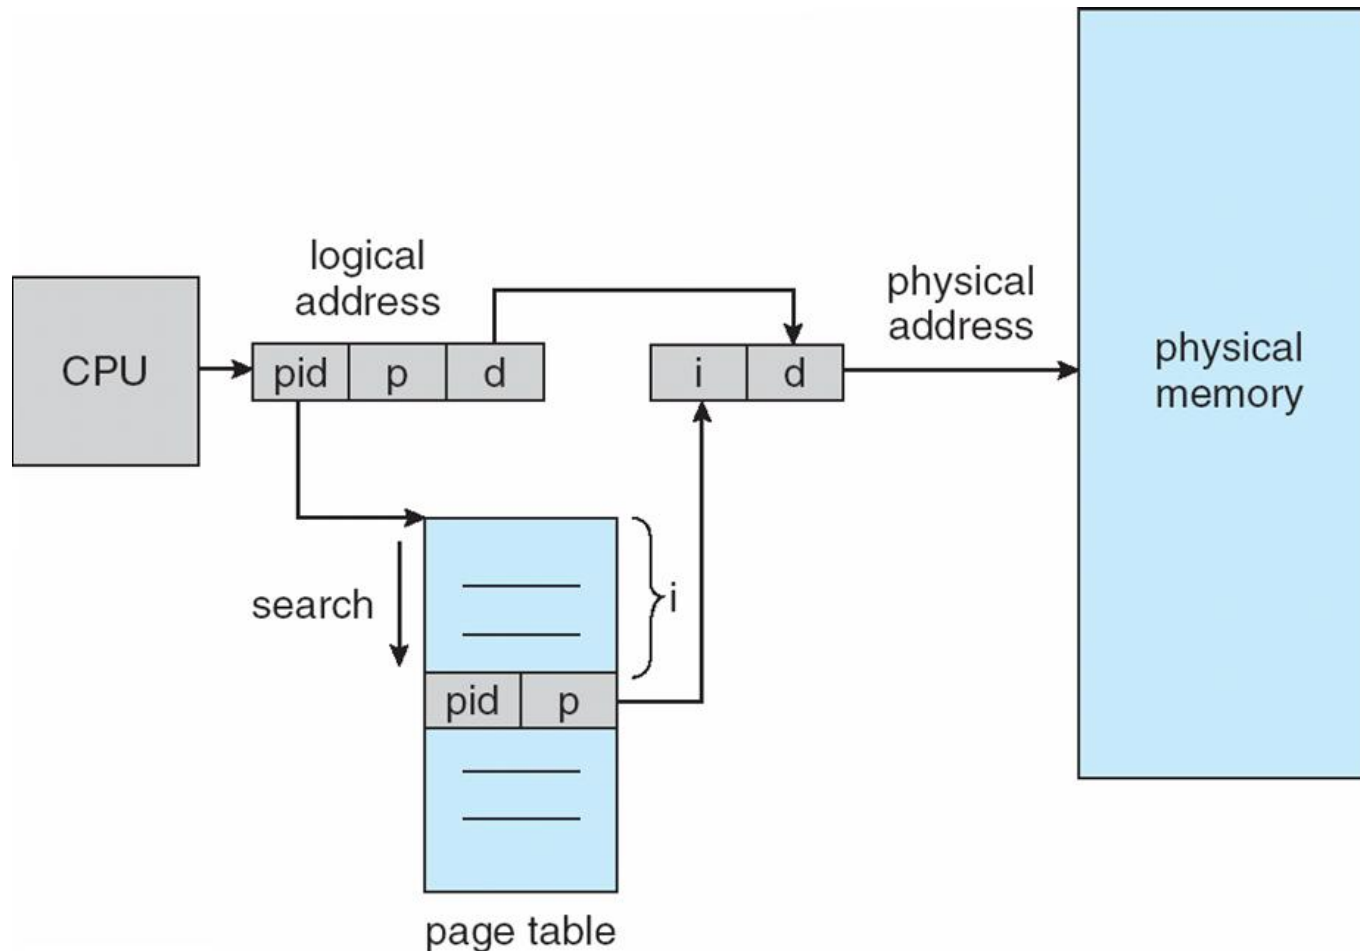 logical
address
physical
address
CPU
pid
p
d
i
d
physical
memory
search
i
pid
p
page table